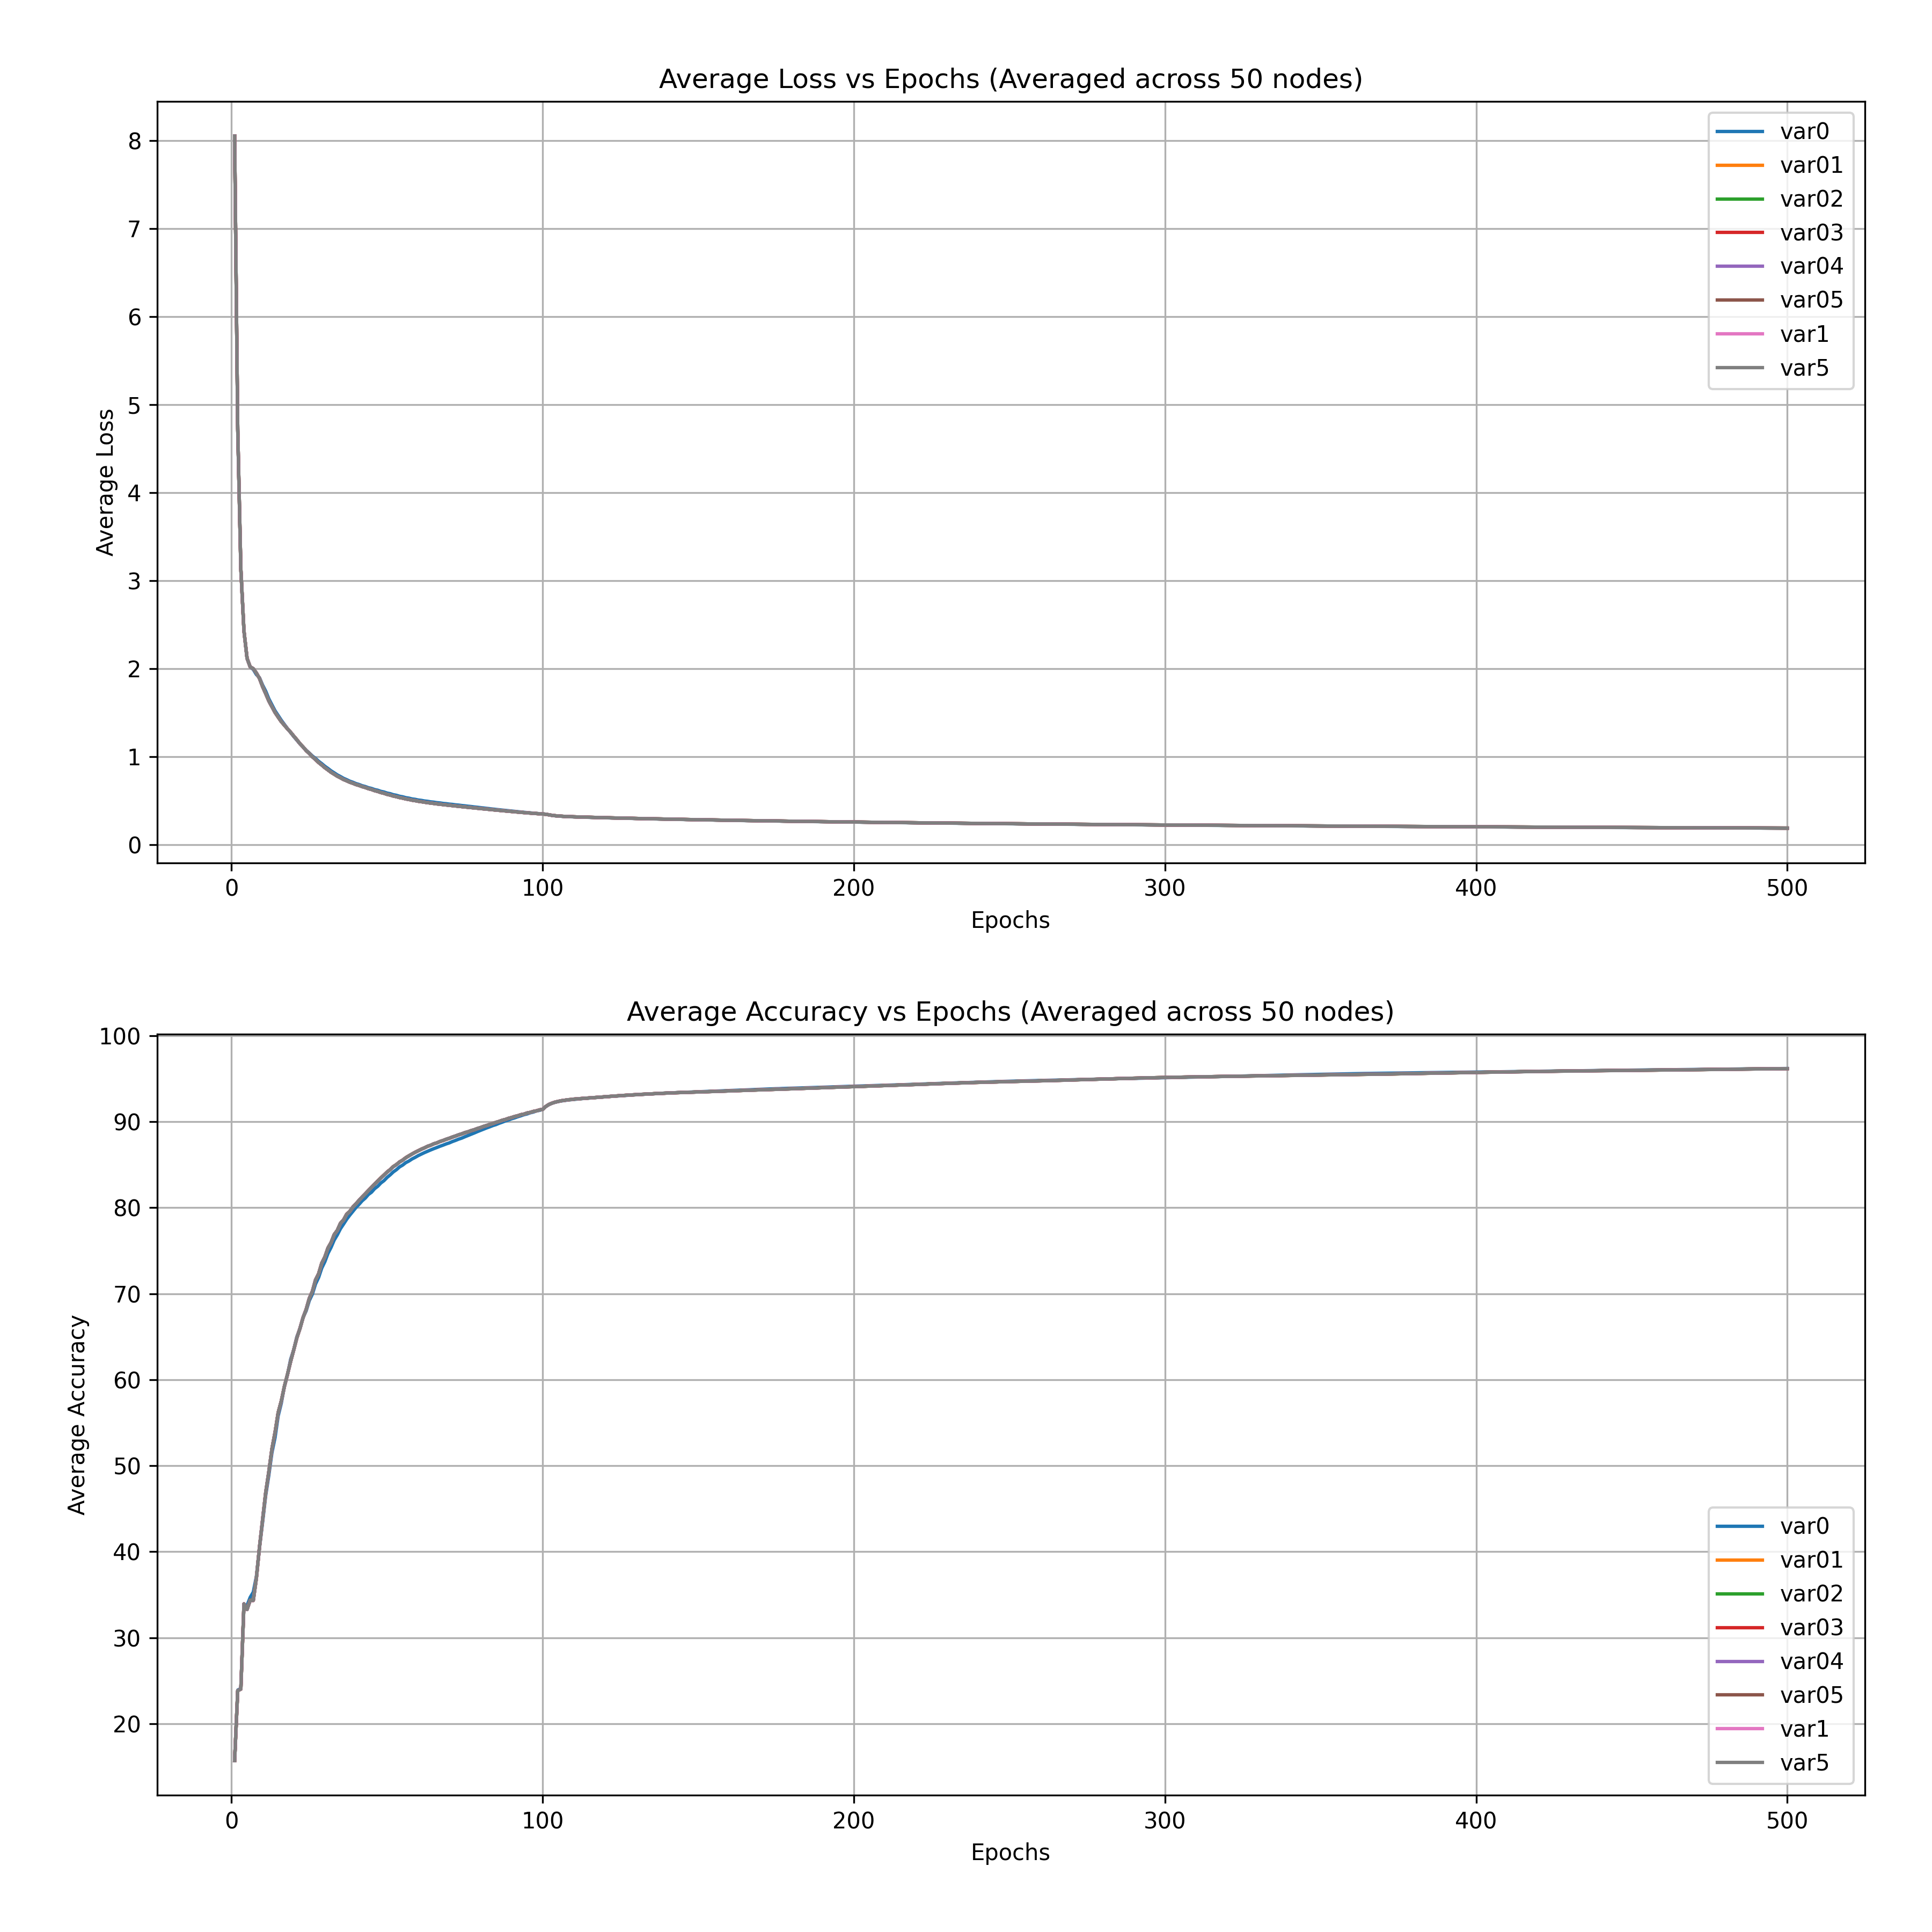 Average Loss vs Epochs (Averaged across 50 nodes)
Average Loss
8
7
6
5
4
3
2
1
0
var0
var01
var02
var03
var04
var05
var1
var5
0 100 200 300 400 500
Epochs
Average Accuracy vs Epochs (Averaged across 50 nodes)
Average Accuracy
100
90
80
70
60
50
40
30
20
var0
var01
var02
var03
var04
var05
var1
var5
0 100 200 300 400 500
Epochs